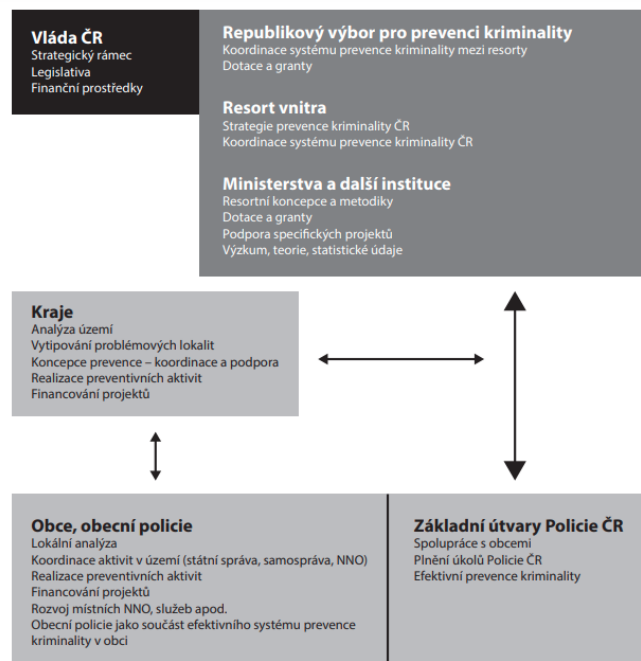 Vláda ČR
Strategický rámec
Legislativa
Finanční prostředky
Republikový výbor pro prevenci kriminality
Koordinace systému prevence kriminality mezi resorty
Dotace a granty
Resort vnitra
Strategie prevence kriminality ČR
Koordinace systému prevence kriminality ČR
Ministerstva a další instituce
Resortní koncepce a metodiky
Dotace a granty
Podpora specifických projektů
Výzkum, teorie, statistické údaje
Kraje
Analýza území
Vytipování problémových lokalit
Koncepce prevence – koordinace a podpora
Realizace preventivních aktivit
Financování projektů
Obce, obecní policie
Lokální analýza
Koordinace aktivit v území (státní správa, samospráva, NNO)
Realizace preventivních aktivit
Financování projektů
Rozvoj místních NNO, služeb apod.
Obecní policie jako součást efektivního systému prevence
kriminality v obci
Základní útvary Policie ČR
Spolupráce s obcemi
Plnění úkolů Policie ČR
Efektivní prevence kriminality